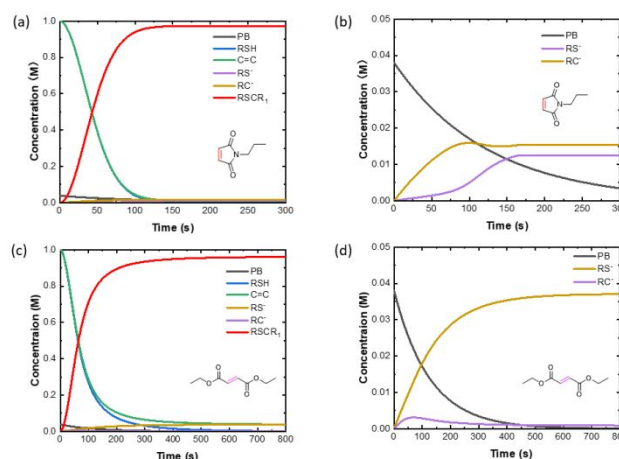 (a)
Concentration (M)
1.0
0.8
0.6
0.4
0.2
0.0
PB
RSH
C=C
RS⁻
RC⁻
RSCR₁
O
N
O
0 50 100 150 200 250 300
Time (s)
(b)
Concentration (M)
0.05
0.04
0.03
0.02
0.01
0.00
PB
RS⁻
RC⁻
O
N
O
0 50 100 150 200 250 300
Time (s)
(c)
Concentration (M)
1.0
0.8
0.6
0.4
0.2
0.0
PB
RSH
C=C
RS⁻
RC⁻
RSCR₁
O
O
O
O
0 100 200 300 400 500 600 700 800
Time (s)
(d)
Concentraion (M)
0.05
0.04
0.03
0.02
0.01
0.00
PB
RS⁻
RC⁻
O
O
O
O
0 100 200 300 400 500 600 700 800
Time (s)